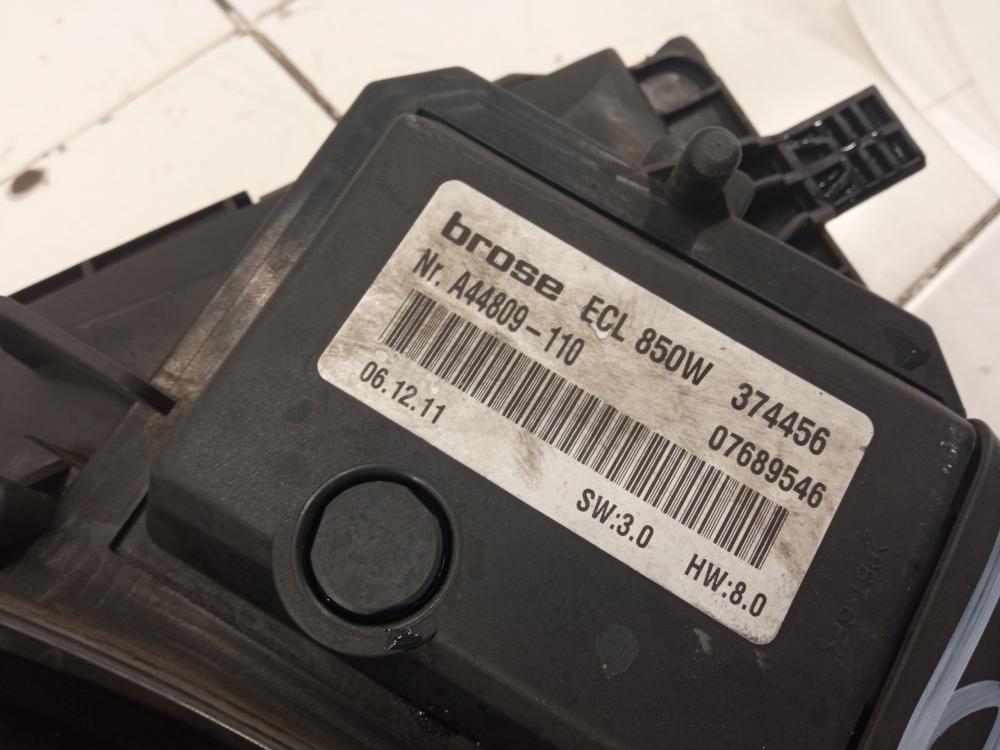 brose ECL 850W 374456
Nr. A44809-110 07689546
06.12.11 SW:3.0 HW:8.0